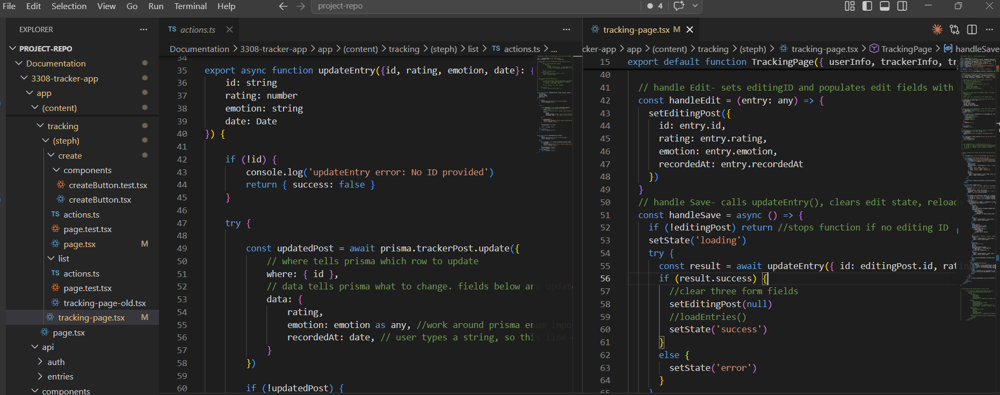 File Edit Selection View Go Run Terminal Help
project-repo
4
EXPLORER
PROJECT-REPO
Documentation
3308-tracker-app
app
(content)
tracking
(steph)
create
components
createButton.test.tsx
createButton.tsx
TS actions.ts
page.test.tsx
page.tsx M
list
TS actions.ts
page.test.tsx
tracking-page-old.tsx
tracking-page.tsx M
page.tsx
api
auth
entries
components
TS actions.ts
Documentation > 3308-tracker-app > app > (content) > tracking > (steph) > list > TS actions.ts > ...
34
35 export async function updateEntry({id, rating, emotion, date}: {
36 id: string
37 rating: number
38 emotion: string
39 date: Date
40 }) {
41
42 if (!id) {
43 console.log('updateEntry error: No ID provided')
44 return { success: false }
45 }
46
47 try {
48
49 const updatedPost = await prisma.trackerPost.update({
50 // where tells prisma which row to update
51 where: { id },
52 // data tells prisma what to change. fields below are updat
53 data: {
54 rating,
55 emotion: emotion as any, //work around prisma enum impo
56 recordedAt: date, // user types a string, so this line
57 }
58 })
59
60 if (!updatedPost) {
tracking-page.tsx M
cker-app > app > (content) > tracking > (steph) > tracking-page.tsx > TrackingPage > handleSave
15 export default function TrackingPage({ userInfo, trackerInfo, tr
40
41 // handle Edit- sets editingID and populates edit fields with
42 const handleEdit = (entry: any) => {
43 setEditingPost({
44 id: entry.id,
45 rating: entry.rating,
46 emotion: entry.emotion,
47 recordedAt: entry.recordedAt
48 })
49 }
50 // handle Save- calls updateEntry(), clears edit state, reloads
51 const handleSave = async () => {
52 if (!editingPost) return //stops function if no editing ID
53 setState('loading')
54 try {
55 const result = await updateEntry({ id: editingPost.id, rati
56 if (result.success) {
57 //clear three form fields
58 setEditingPost(null)
59 //loadEntries()
60 setState('success')
61 }
62 else {
63 setState('error')
64 }
65 }